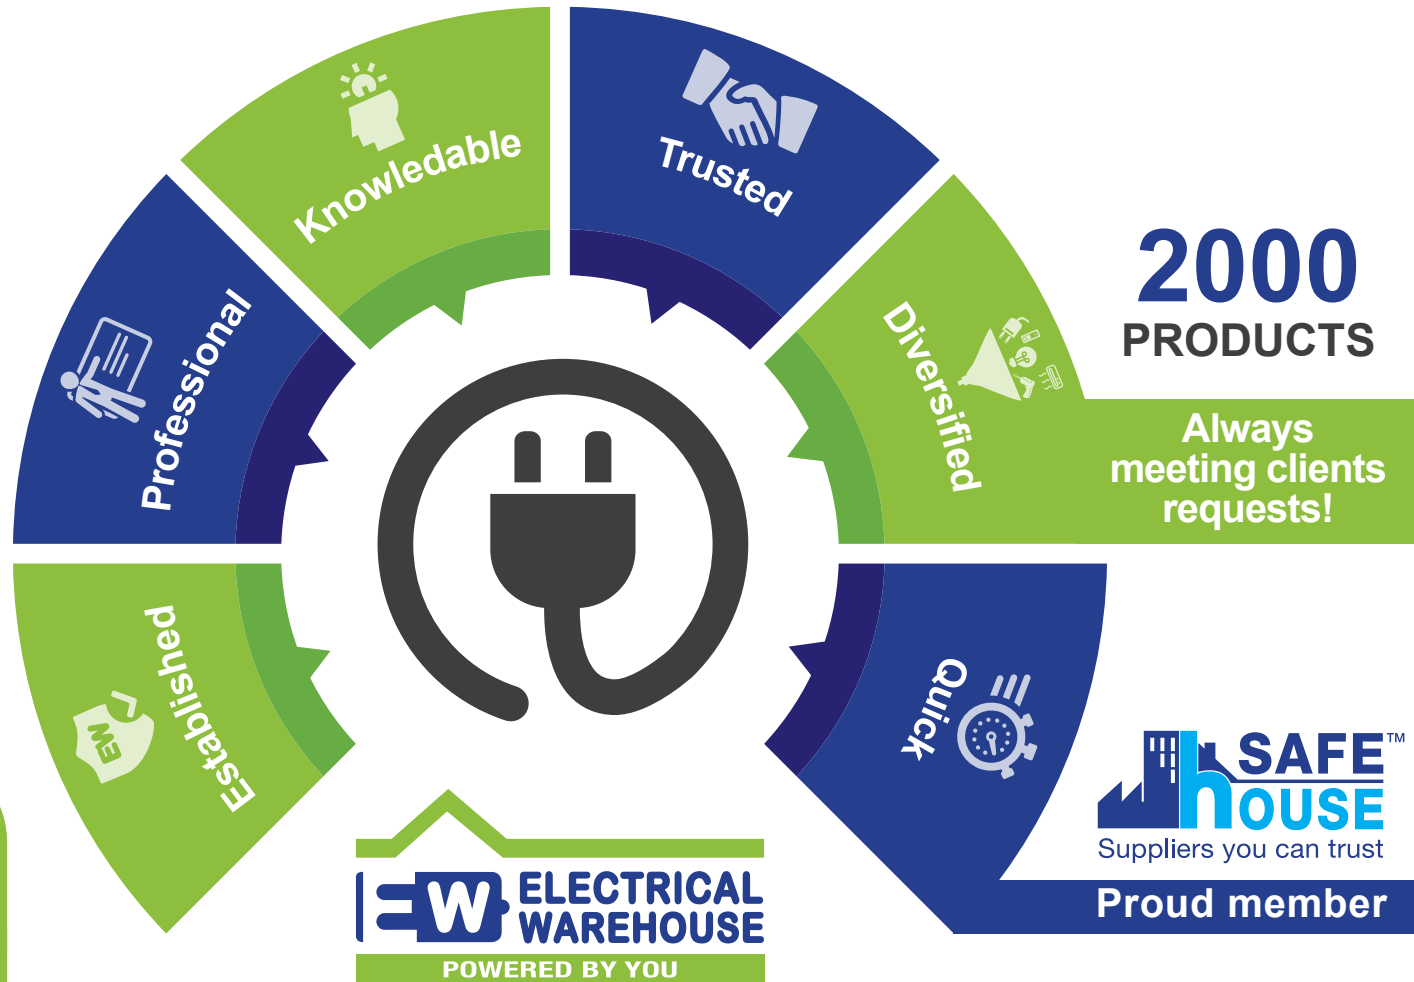 Knowledable
Trusted
Professional
Diversified
2000
PRODUCTS
Always
meeting clients
requests!
Established
EW
Quick
SAFE™
hOUSE
Suppliers you can trust
Proud member
EW ELECTRICAL
WAREHOUSE
POWERED BY YOU